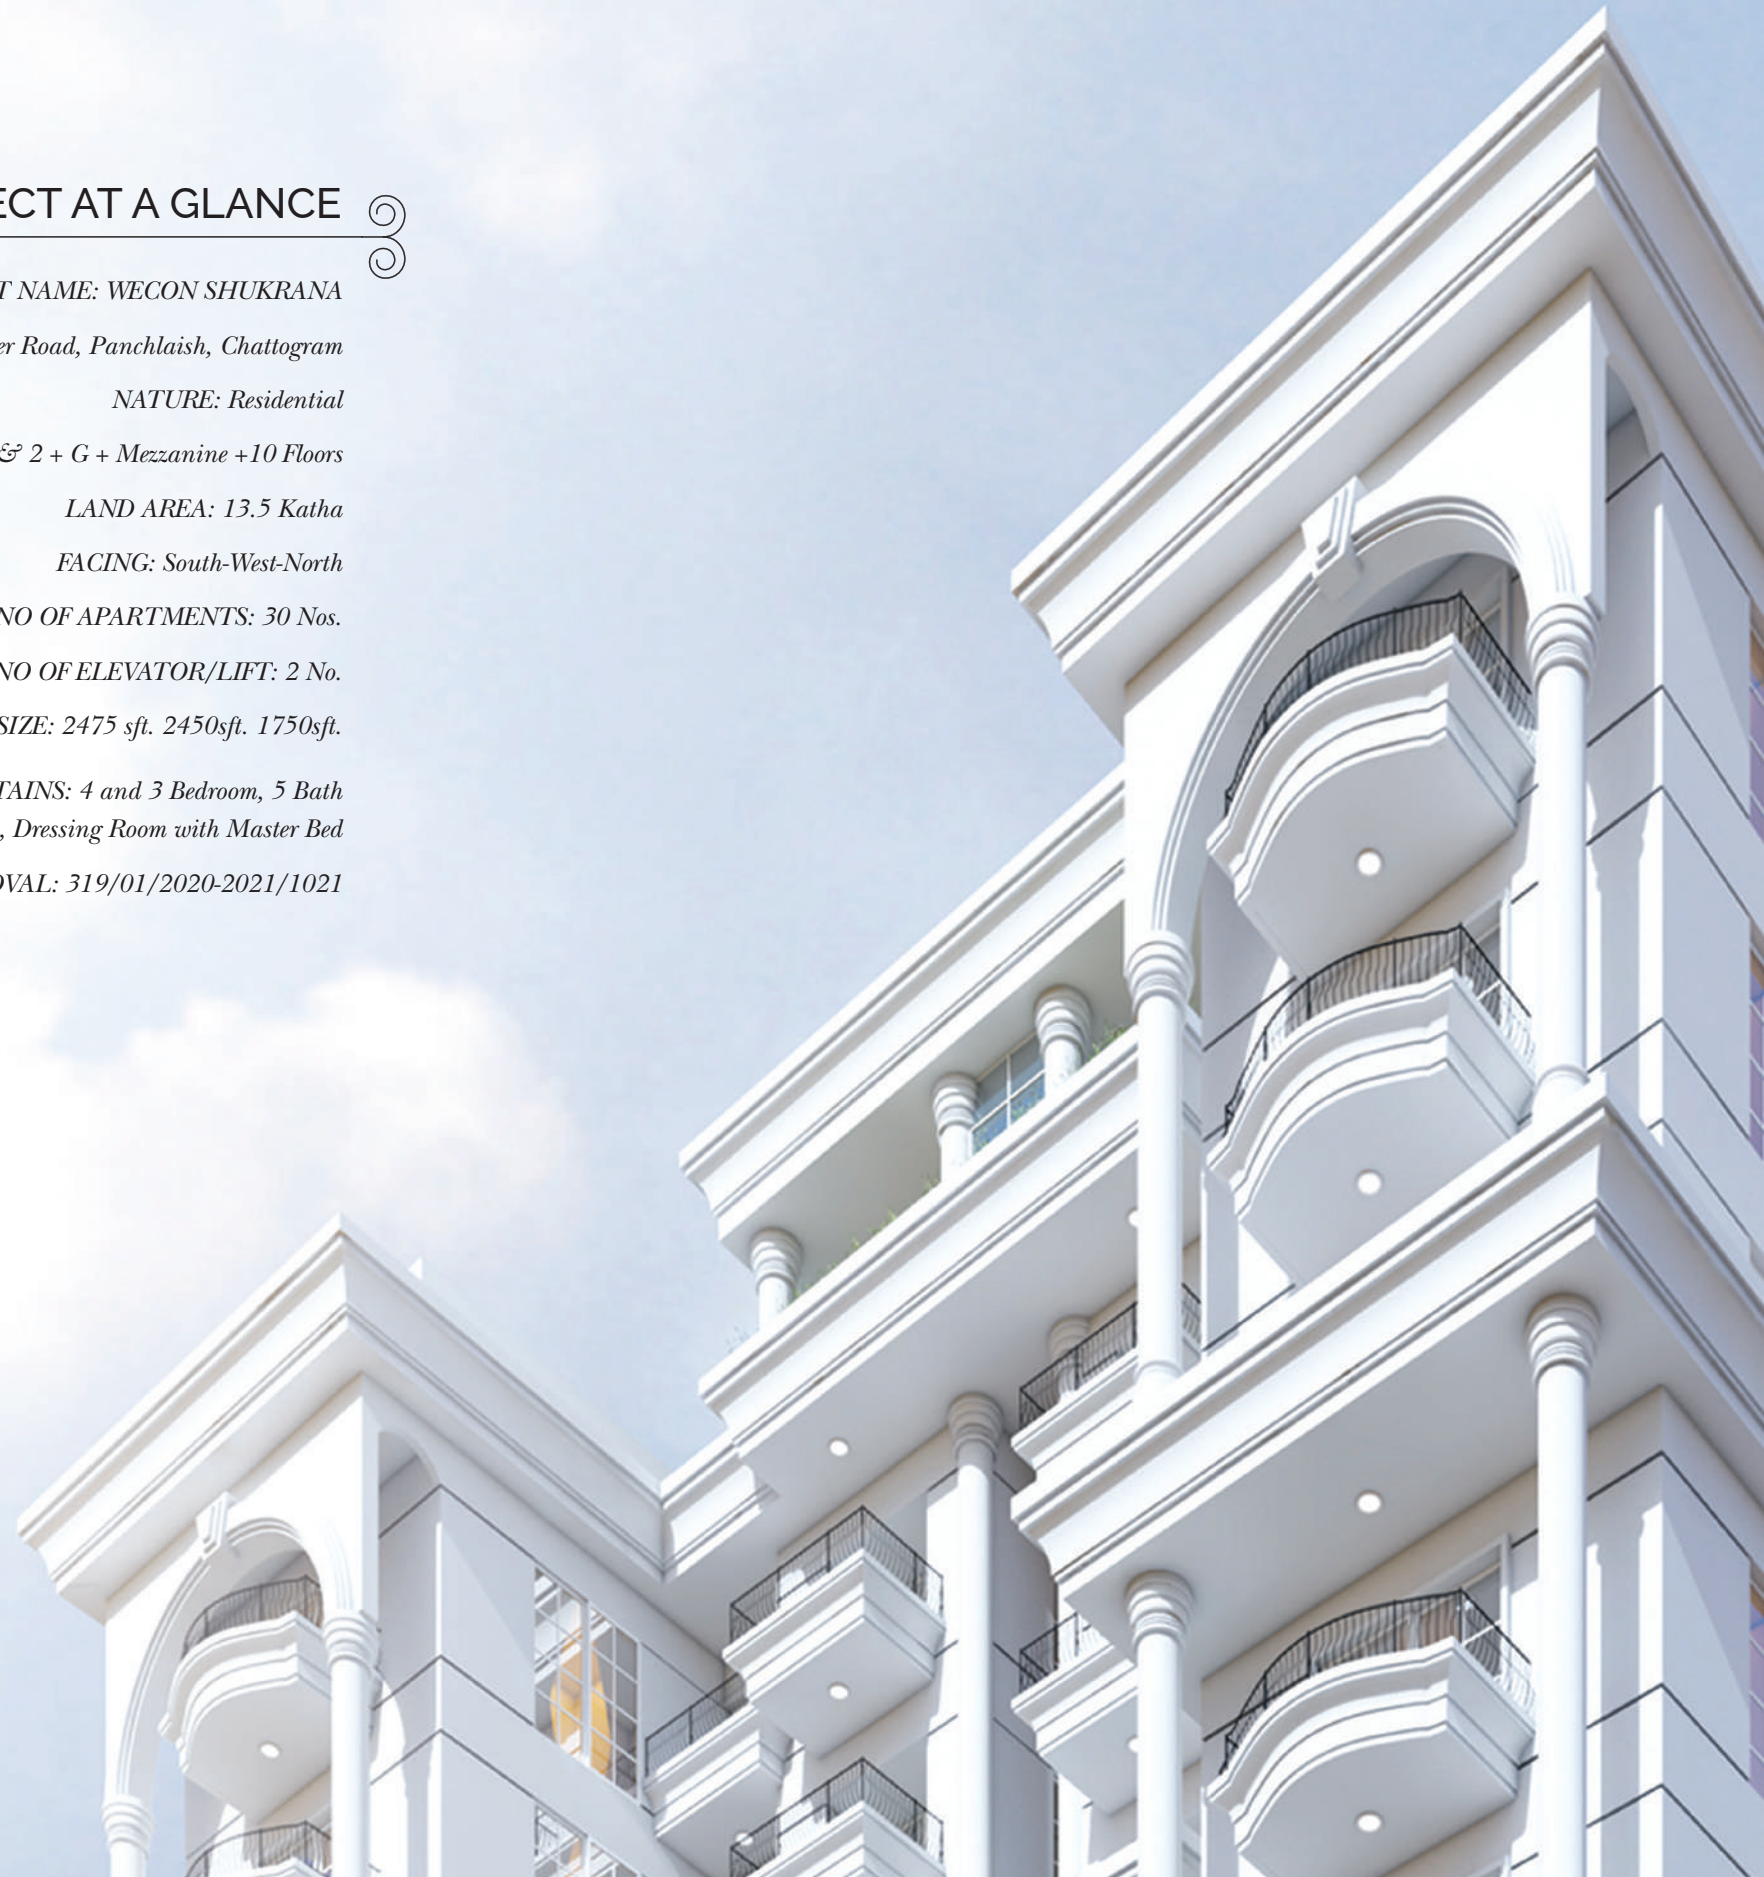 ECT AT A GLANCE
T NAME: WECON SHUKRANA
er Road, Panchlaish, Chattogram
NATURE: Residential
& 2 + G + Mezzanine +10 Floors
LAND AREA: 13.5 Katha
FACING: South-West-North
NO OF APARTMENTS: 30 Nos.
NO OF ELEVATOR/LIFT: 2 No.
SIZE: 2475 sft. 2450sft. 1750sft.
TAINS: 4 and 3 Bedroom, 5 Bath
, Dressing Room with Master Bed
OVAL: 319/01/2020-2021/1021